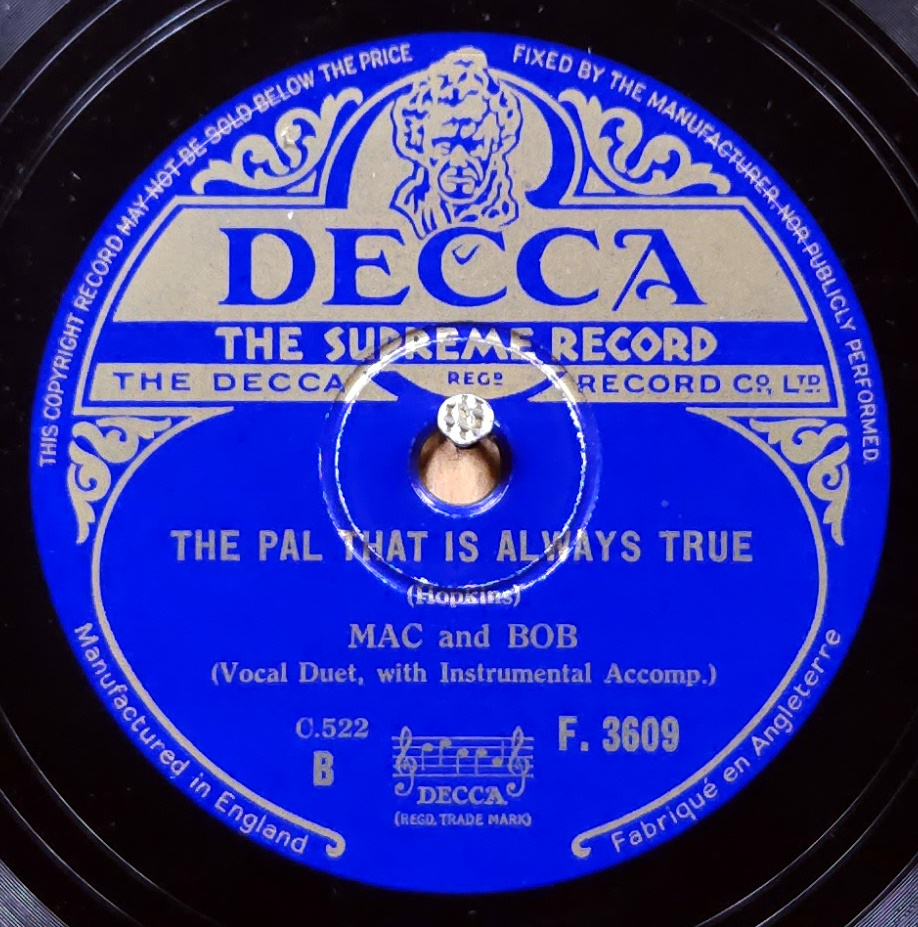 THIS COPYRIGHT RECORD MAY NOT BE SOLD BELOW THE PRICE FIXED BY THE MANUFACTURER, NOR PUBLICLY PERFORMED.
DECCA
THE SUPREME RECORD
THE DECCA REGD RECORD CO., LTD.
THE PAL THAT IS ALWAYS TRUE
(Hopkins)
MAC and BOB
(Vocal Duet, with Instrumental Accomp.)
C.522 F. 3609
B
DECCA
(REGD. TRADE MARK)
Manufactured in England
Fabriqué en Angleterre